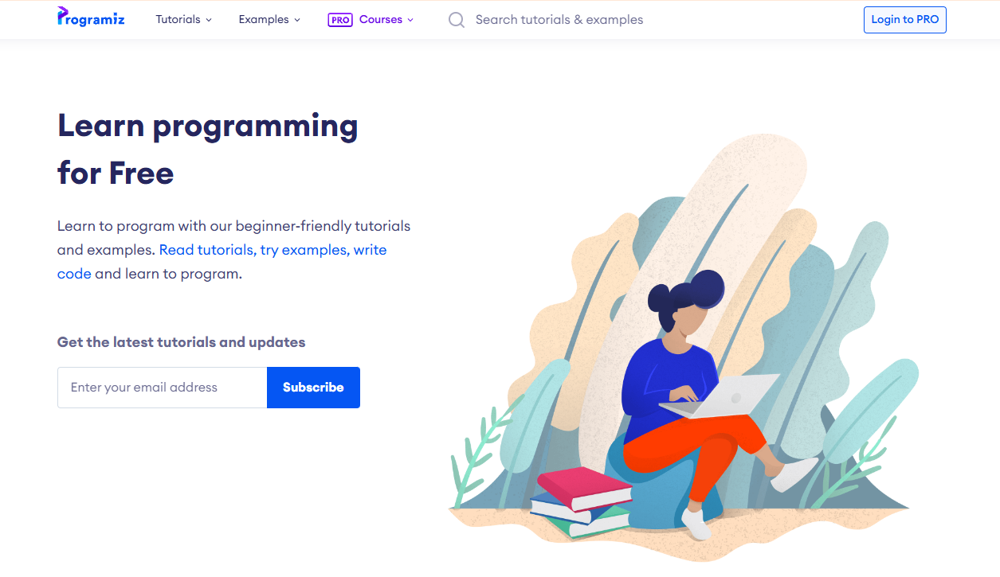 Programiz Tutorials Examples PRO Courses Search tutorials & examples Login to PRO
Learn programming
for Free
Learn to program with our beginner-friendly tutorials
and examples. Read tutorials, try examples, write
code and learn to program.
Get the latest tutorials and updates
Enter your email address Subscribe